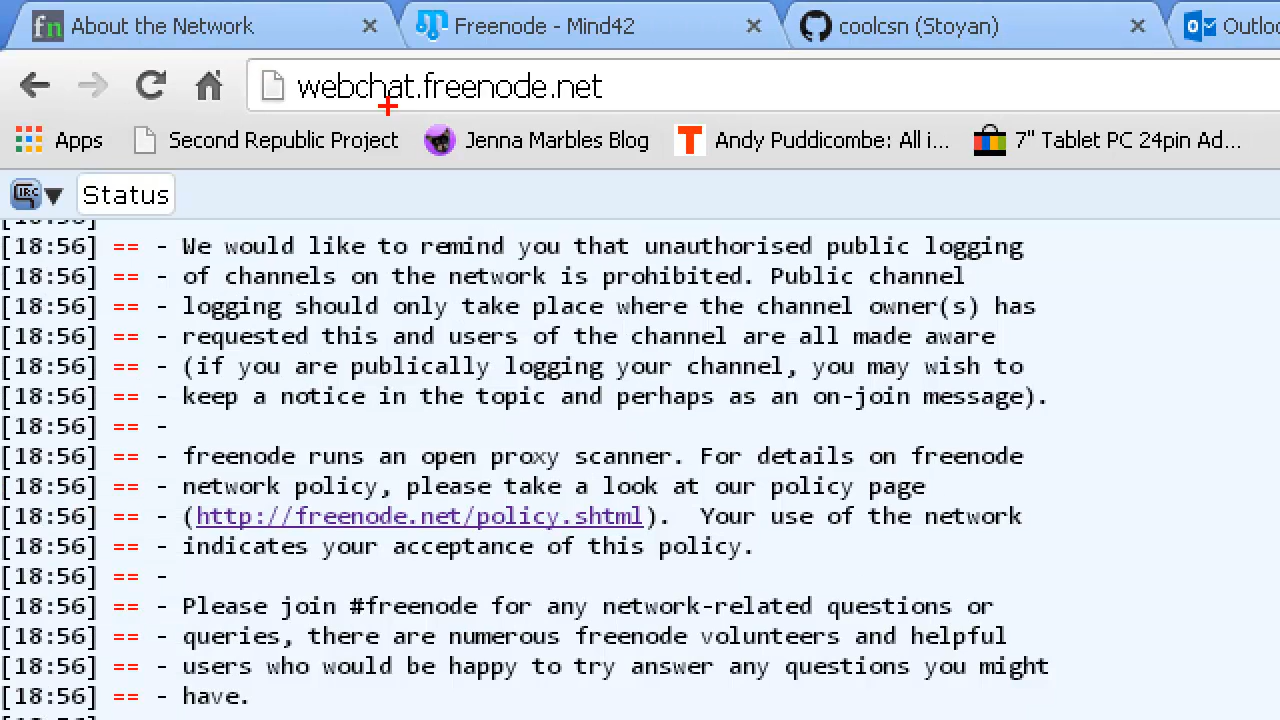 fn About the Network Freenode - Mind42 coolcsn (Stoyan) Outloo
webchat.freenode.net
Apps Second Republic Project Jenna Marbles Blog T Andy Puddicombe: All i... 7" Tablet PC 24pin Ad...
IRC Status
[18:56]
[18:56] == - We would like to remind you that unauthorised public logging
[18:56] == - of channels on the network is prohibited. Public channel
[18:56] == - logging should only take place where the channel owner(s) has
[18:56] == - requested this and users of the channel are all made aware
[18:56] == - (if you are publically logging your channel, you may wish to
[18:56] == - keep a notice in the topic and perhaps as an on-join message).
[18:56] == -
[18:56] == - freenode runs an open proxy scanner. For details on freenode
[18:56] == - network policy, please take a look at our policy page
[18:56] == - (http://freenode.net/policy.shtml).  Your use of the network
[18:56] == - indicates your acceptance of this policy.
[18:56] == -
[18:56] == - Please join #freenode for any network-related questions or
[18:56] == - queries, there are numerous freenode volunteers and helpful
[18:56] == - users who would be happy to try answer any questions you might
[18:56] == - have.